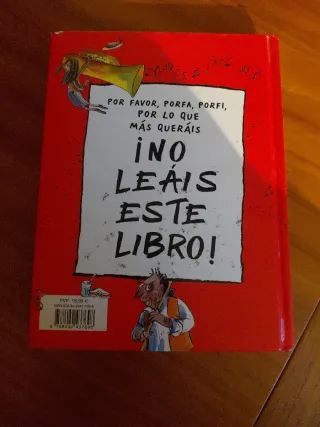 POR FAVOR, PORFA, PORFI,
POR LO QUE
MÁS QUERÁIS
¡NO
LEÁIS
ESTE
LIBRO!